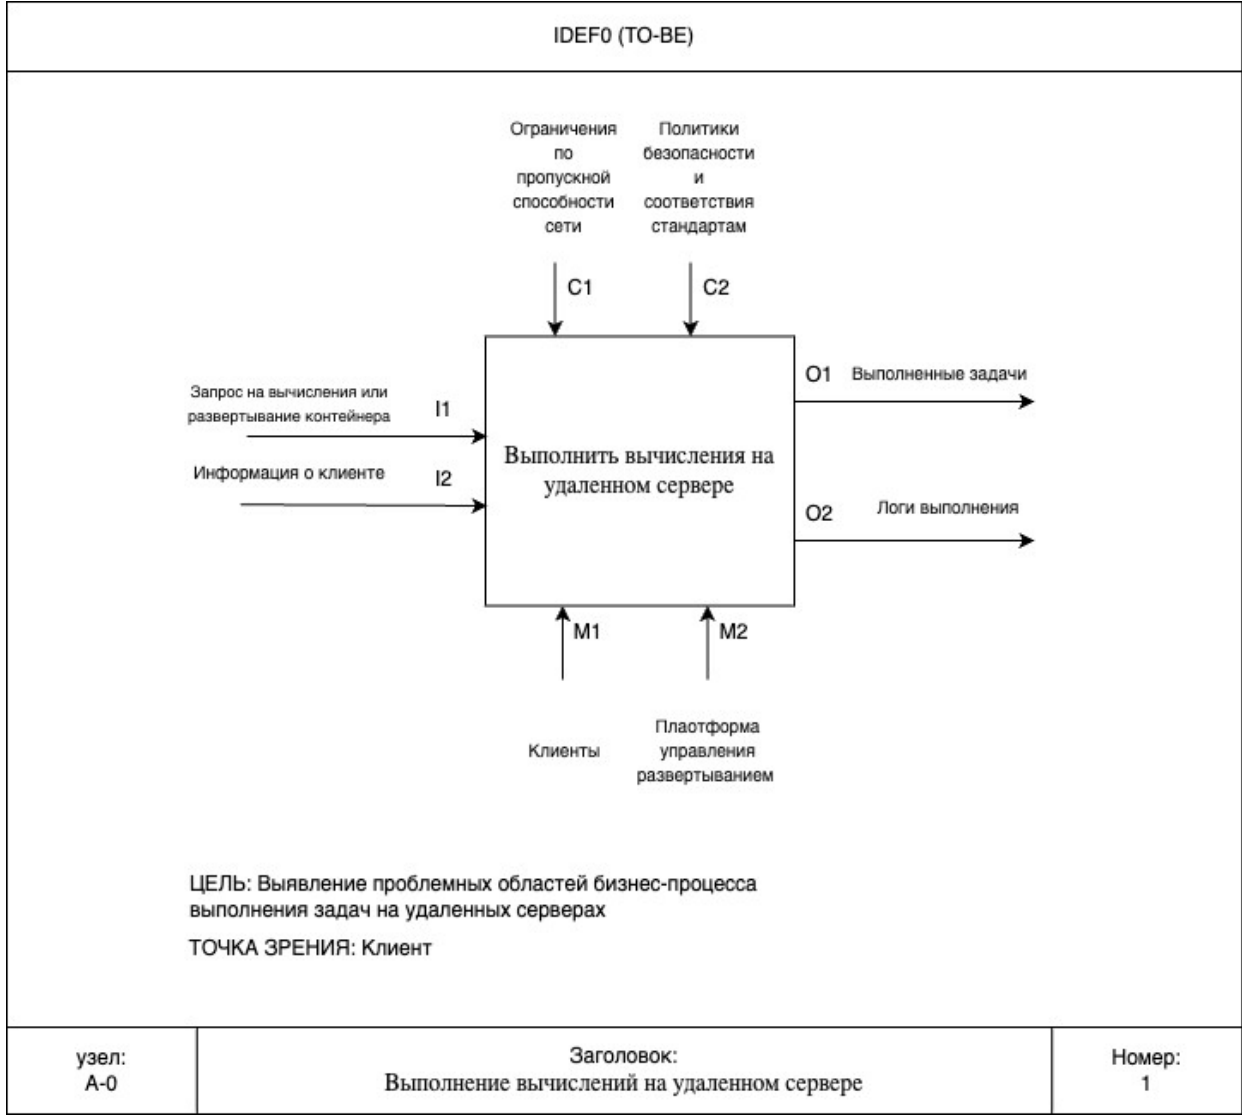 IDEF0 (TO-BE)
Ограничения
по
пропускной
способности
сети
Политики
безопасности
и
соответствия
стандартам
C1
C2
Запрос на вычисления или
развертывание контейнера
I1
Информация о клиенте
I2
Выполнить вычисления на
удаленном сервере
O1
Выполненные задачи
O2
Логи выполнения
M1
M2
Клиенты
Плаотформа
управления
развертыванием
ЦЕЛЬ: Выявление проблемных областей бизнес-процесса
выполнения задач на удаленных серверах
ТОЧКА ЗРЕНИЯ: Клиент
узел:
A-0
Заголовок:
Выполнение вычислений на удаленном сервере
Номер:
1